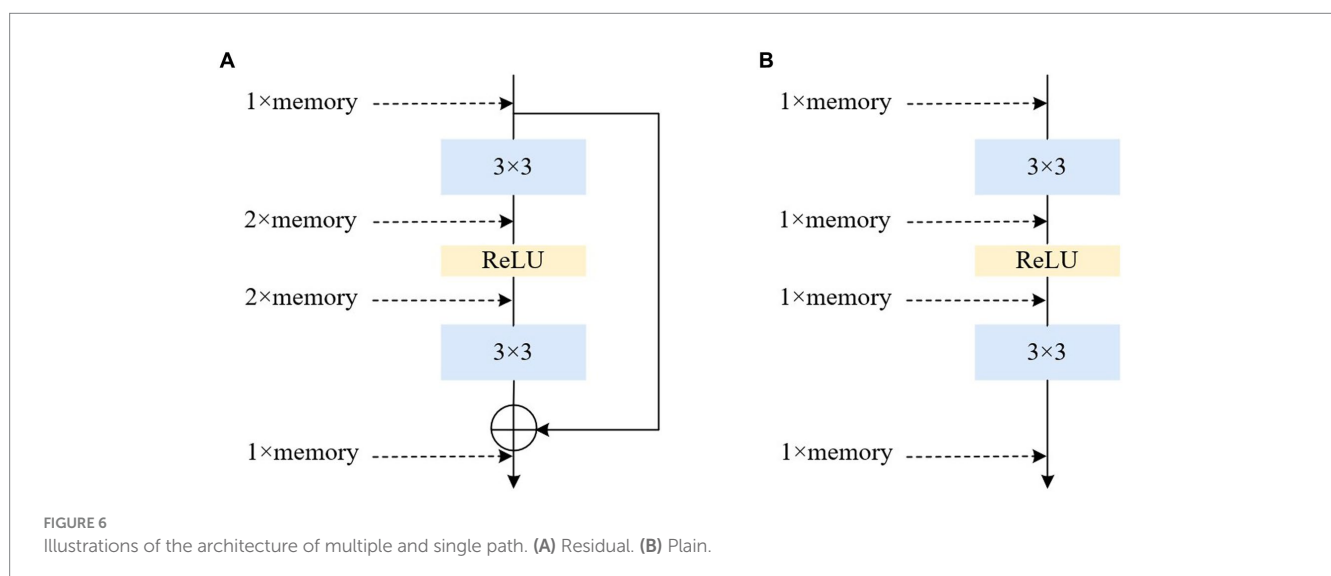 A
1×memory
3×3
2×memory
ReLU
2×memory
3×3
1×memory
B
1×memory
3×3
1×memory
ReLU
1×memory
3×3
1×memory
FIGURE 6
Illustrations of the architecture of multiple and single path. (A) Residual. (B) Plain.